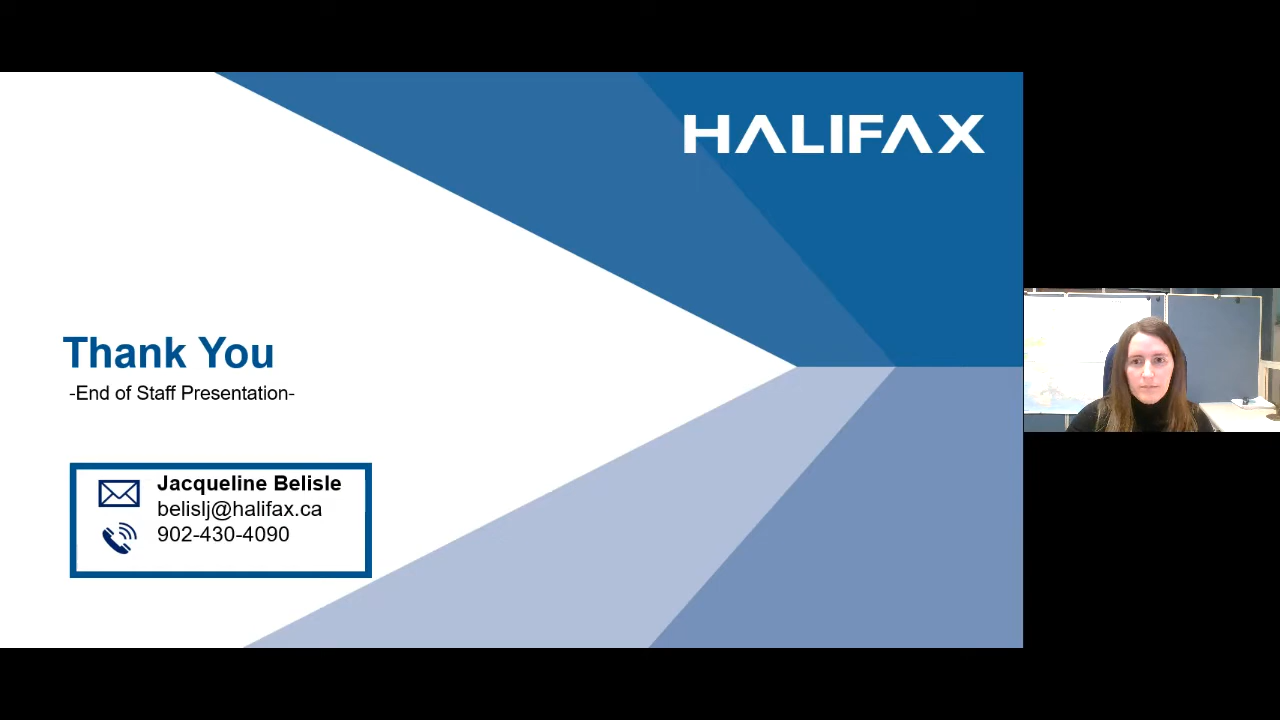 HALIFAX
Thank You
-End of Staff Presentation-
Jacqueline Belisle
belislj@halifax.ca
902-430-4090